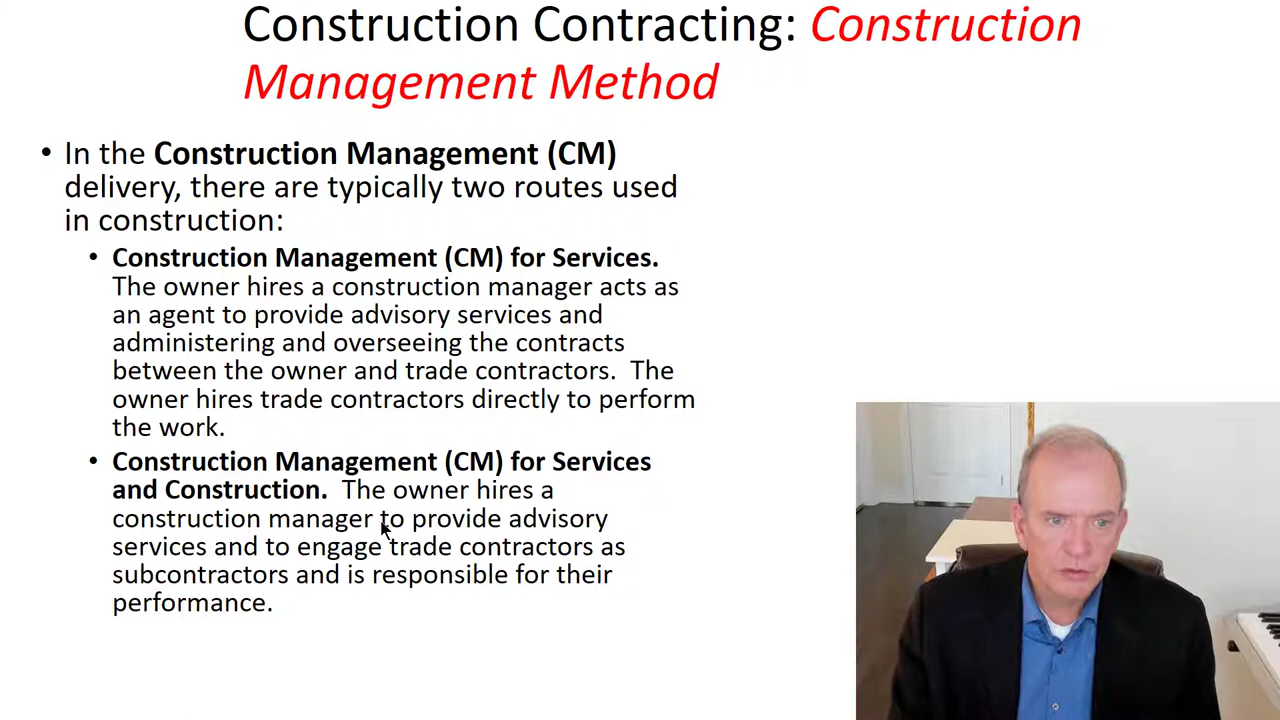 Construction Contracting: Construction
Management Method
• In the Construction Management (CM)
delivery, there are typically two routes used
in construction:
• Construction Management (CM) for Services.
The owner hires a construction manager acts as
an agent to provide advisory services and
administering and overseeing the contracts
between the owner and trade contractors. The
owner hires trade contractors directly to perform
the work.
• Construction Management (CM) for Services
and Construction. The owner hires a
construction manager to provide advisory
services and to engage trade contractors as
subcontractors and is responsible for their
performance.